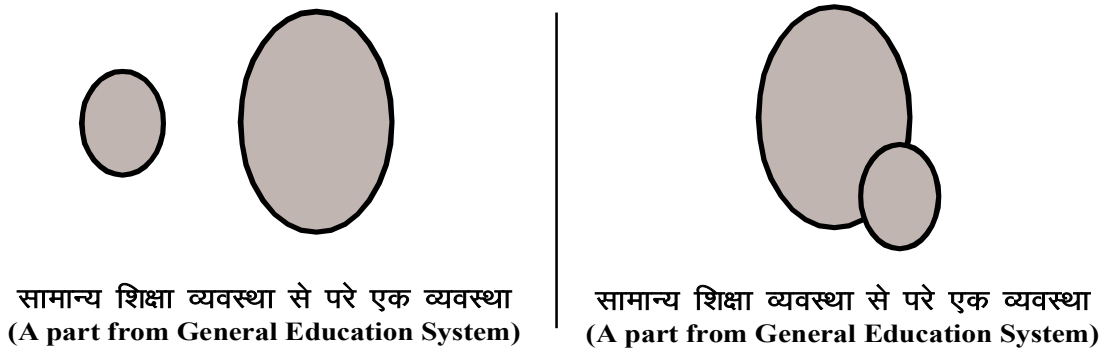 सामान्य शिक्षा व्यवस्था से परे एक व्यवस्था
(A part from General Education System)
सामान्य शिक्षा व्यवस्था से परे एक व्यवस्था
(A part from General Education System)